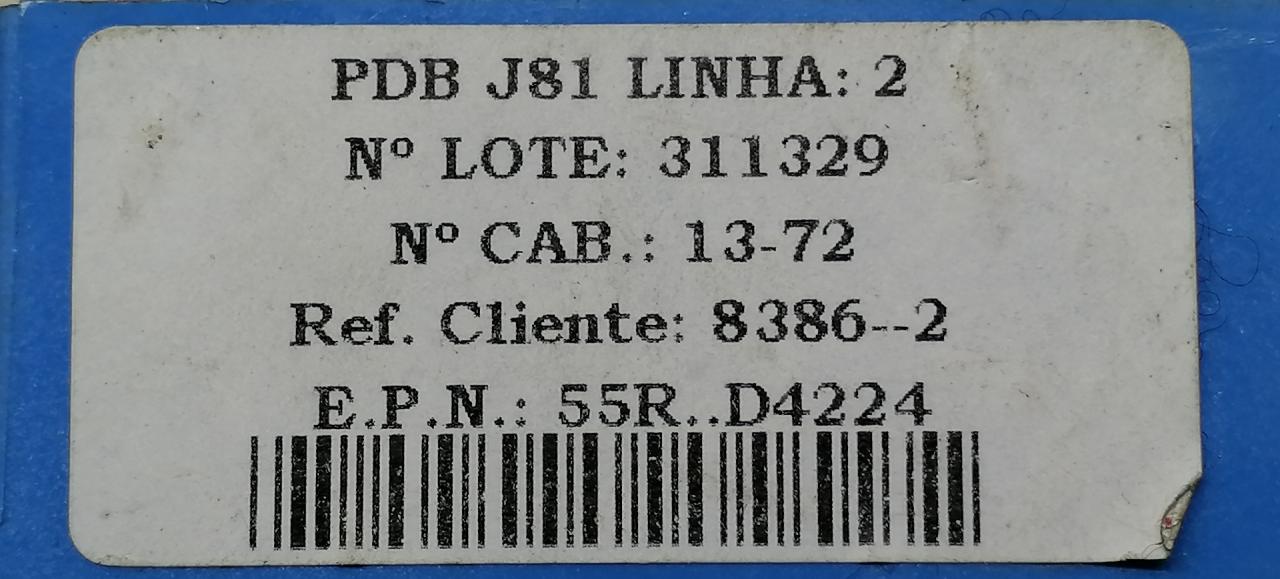 PDB J81 LINHA: 2
Nº LOTE: 311329
Nº CAB.: 13-72
Ref. Cliente: 8386--2
E.P.N.: 55R..D4224